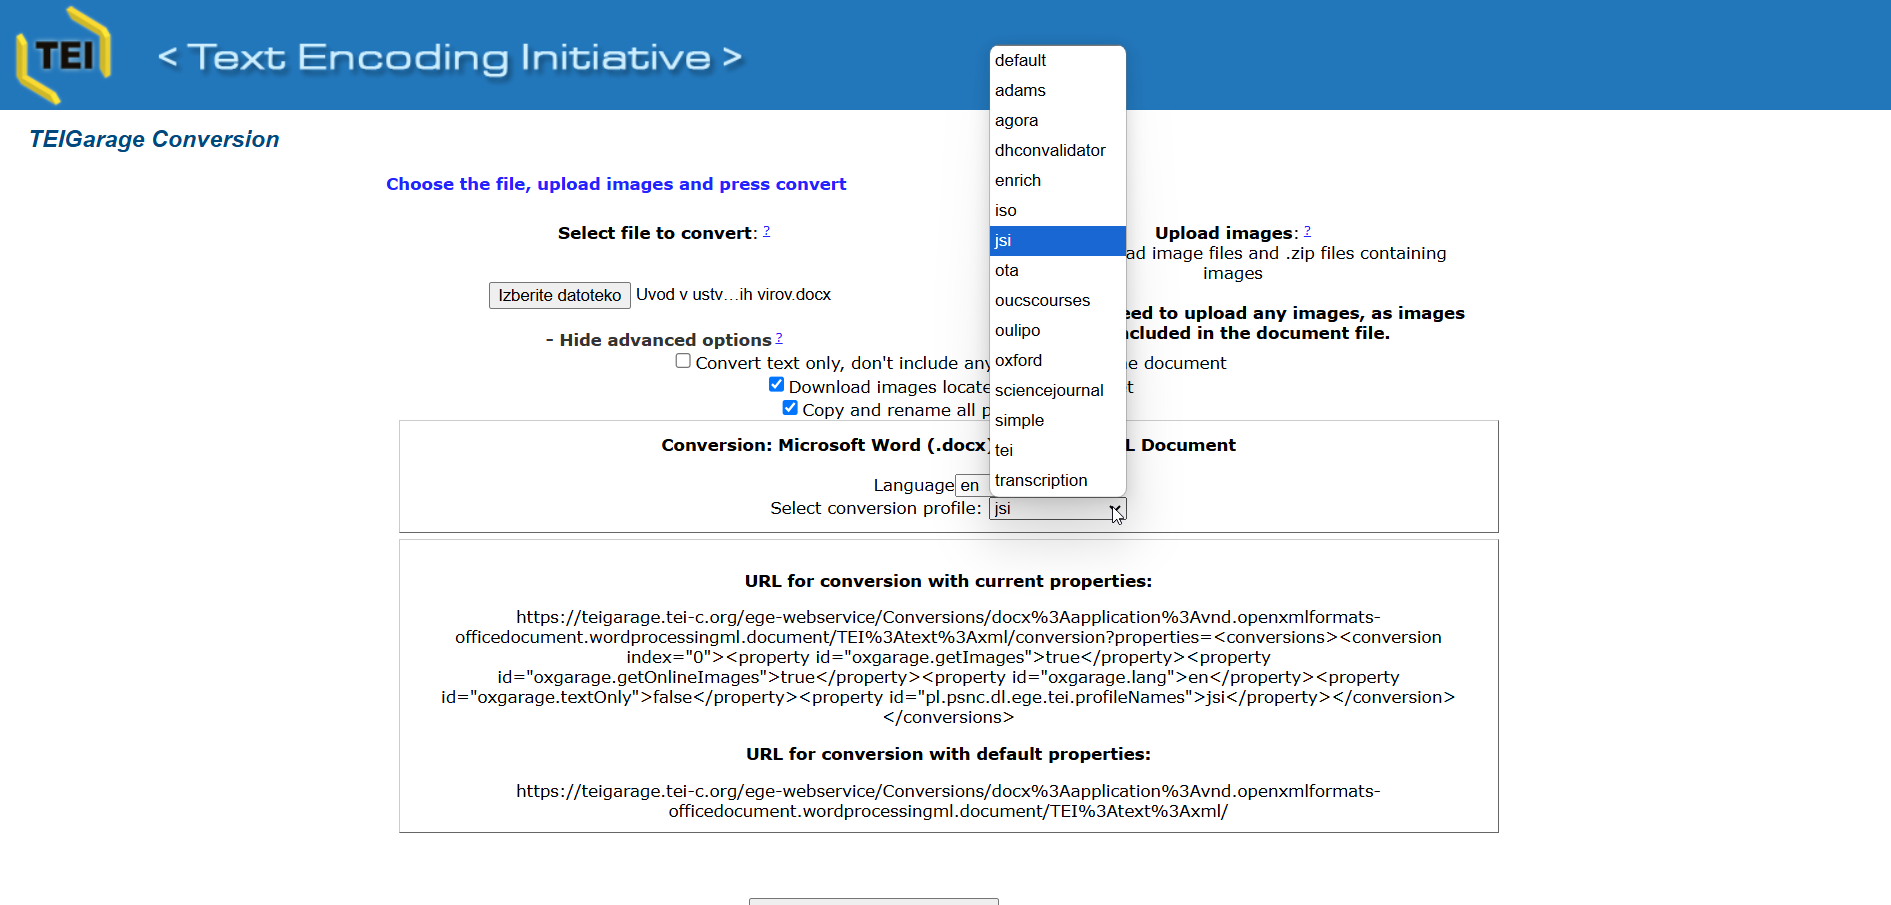 TEI
< Text Encoding Initiative >
TEIGarage Conversion
Choose the file, upload images and press convert
Select file to convert: ?
Izberite datoteko Uvod v ustv…ih virov.docx
- Hide advanced options ?
Convert text only, don't include any
e document
Download images locate
t
Copy and rename all p
Upload images: ?
ad image files and .zip files containing
images
eed to upload any images, as images
ncluded in the document file.
default
adams
agora
dhconvalidator
enrich
iso
jsi
ota
oucscourses
oulipo
oxford
sciencejournal
simple
tei
transcription
Conversion: Microsoft Word (.docx)
L Document
Language en
Select conversion profile: jsi
URL for conversion with current properties:
https://teigarage.tei-c.org/ege-webservice/Conversions/docx%3Aapplication%3Avnd.openxmlformats-
officedocument.wordprocessingml.document/TEI%3Atext%3Axml/conversion?properties=<conversions><conversion
index="0"><property id="oxgarage.getImages">true</property><property
id="oxgarage.getOnlineImages">true</property><property id="oxgarage.lang">en</property><property
id="oxgarage.textOnly">false</property><property id="pl.psnc.dl.ege.tei.profileNames">jsi</property></conversion>
</conversions>
URL for conversion with default properties:
https://teigarage.tei-c.org/ege-webservice/Conversions/docx%3Aapplication%3Avnd.openxmlformats-
officedocument.wordprocessingml.document/TEI%3Atext%3Axml/